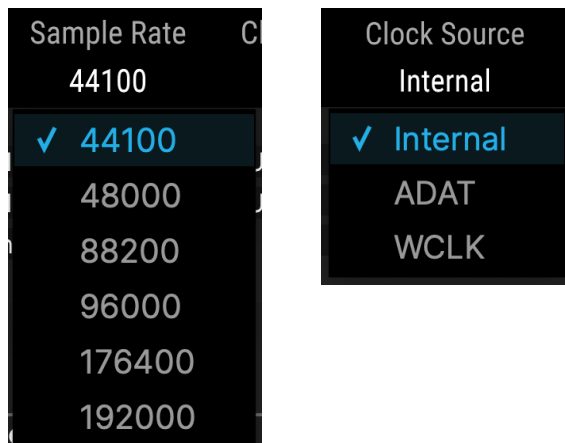 Sample Rate
44100
✓ 44100
48000
88200
96000
176400
192000
Clock Source
Internal
✓ Internal
ADAT
WCLK